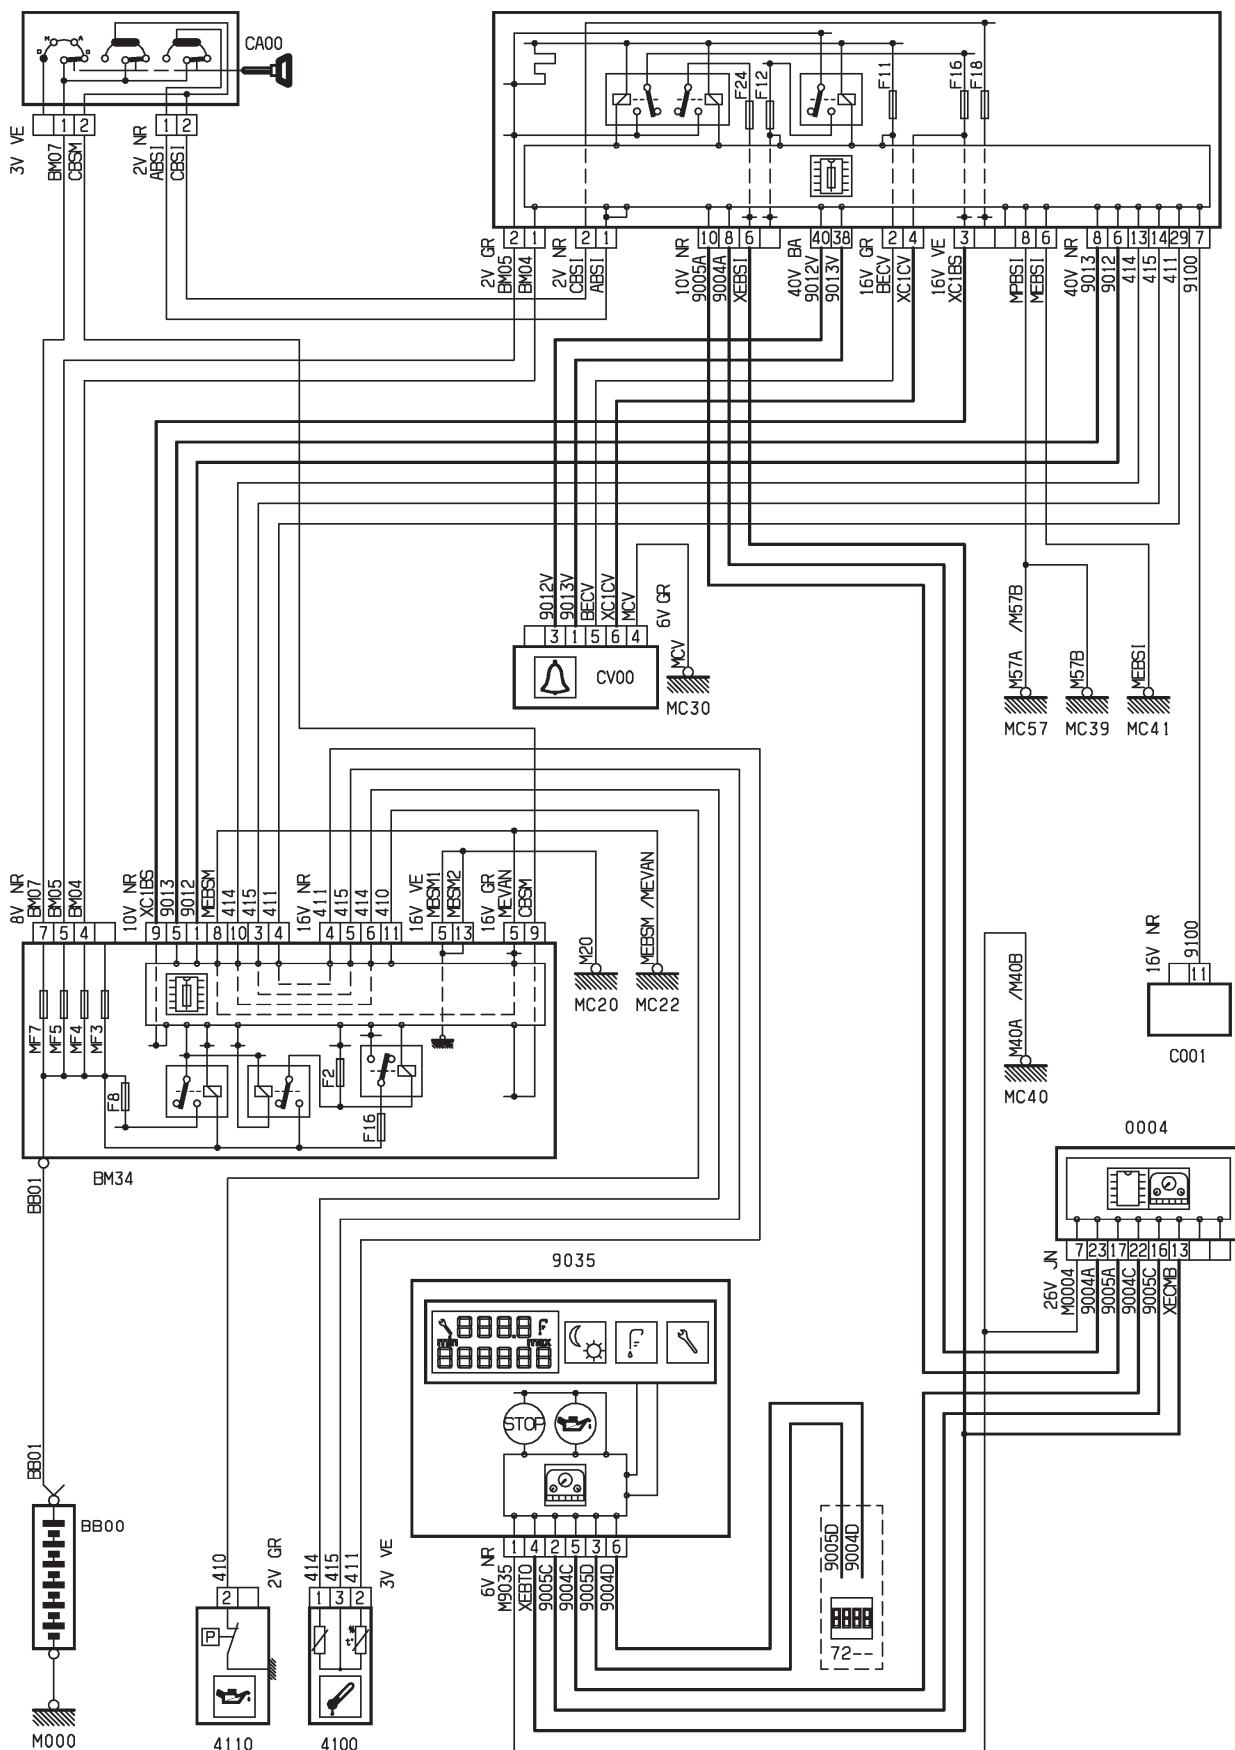 N A
D G
CA00
1 2
1 2
3V VE
BM07
CBSM
2V NR
ABSI
CBSI
F24
F12
F11
F16
F18
2 1
2 1
10 8 6
40 38
2 4
3
8 6
8 6 13 14 29 7
2V GR
BM05
BM04
2V NR
CBSI
ABSI
10V NR
9005A
9004A
XEBSI
40V BA
9012V
9013V
16V GR
BECV
XC1CV
16V VE
XC1BS
MPBSI
MEBSI
40V NR
9013
9012
414
415
411
9100
9012V
9013V
BECV
XC1CV
MCV
6V GR
3 1 5 6 4
CV00
MCV
MC30
M57A /M57B
M57B
MEBSI
MC57
MC39
MC41
8V NR
BM07
BM05
BM04
10V NR
XC1BS
9013
9012
MEBSM
414
415
411
16V NR
411
415
414
410
16V VE
MBSM1
MBSM2
16V GR
MEVAN
CBSM
7 5 4
9 5 1 8 10 3 4
4 5 6 11
5 13
5 9
M20
MEBSM /MEVAN
MC20
MC22
MF7
MF5
MF4
MF3
F8
F2
F16
BM34
BB01
16V NR
9100
11
C001
M40A /M40B
MC40
0004
7 23 17 22 16 13
26V JN
M0004
9004A
9005A
9004C
9005C
XECMB
9035
min
max
STOP
1 4 2 5 3 6
6V NR
M9035
XEBTO
9005C
9004C
9005D
9004D
9005D
9004D
72--
BB01
BB00
M000
410
2V GR
2
P
4110
414
415
411
3V VE
1 3 2
t°
4100